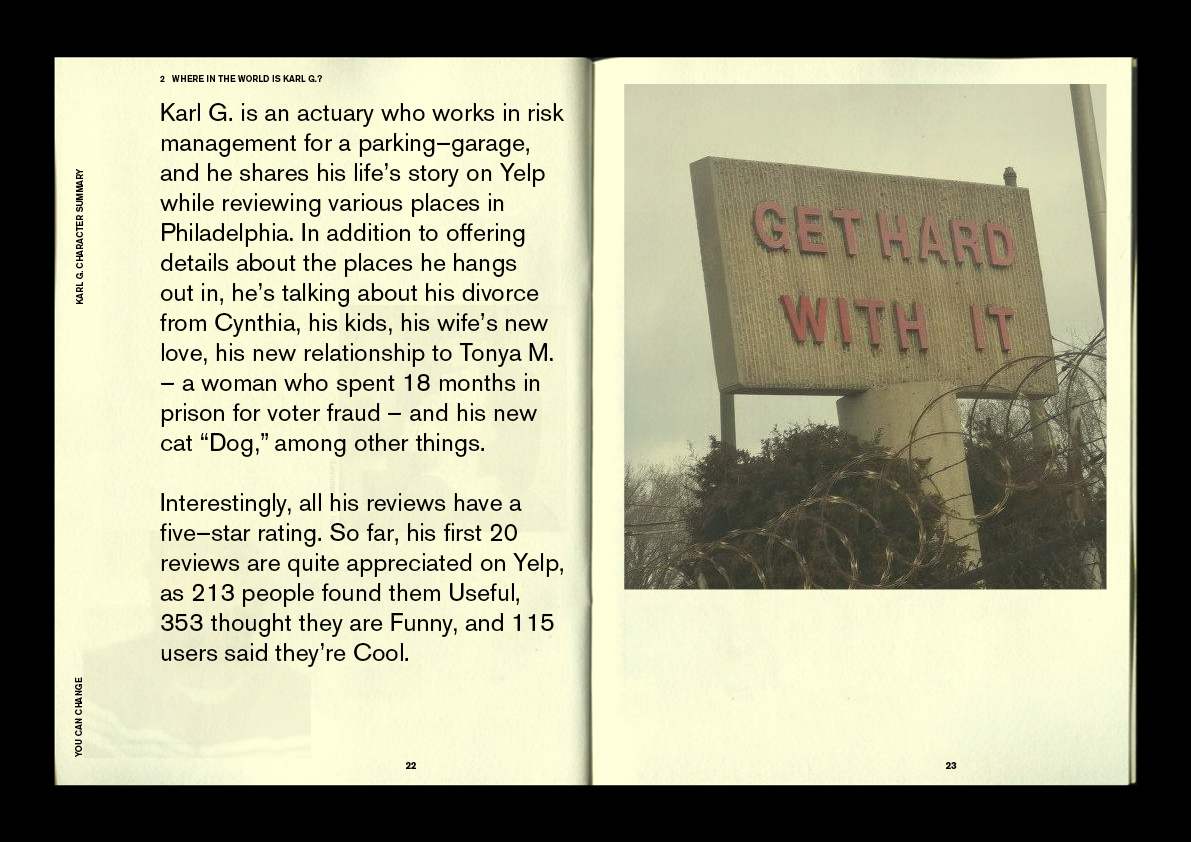 2 WHERE IN THE WORLD IS KARL G.?
KARL G. CHARACTER SUMMARY
YOU CAN CHANGE
Karl G. is an actuary who works in risk
management for a parking–garage,
and he shares his life’s story on Yelp
while reviewing various places in
Philadelphia. In addition to offering
details about the places he hangs
out in, he’s talking about his divorce
from Cynthia, his kids, his wife’s new
love, his new relationship to Tonya M.
– a woman who spent 18 months in
prison for voter fraud – and his new
cat “Dog,” among other things.
Interestingly, all his reviews have a
five–star rating. So far, his first 20
reviews are quite appreciated on Yelp,
as 213 people found them Useful,
353 thought they are Funny, and 115
users said they’re Cool.
22
GET HARD
WITH IT
23